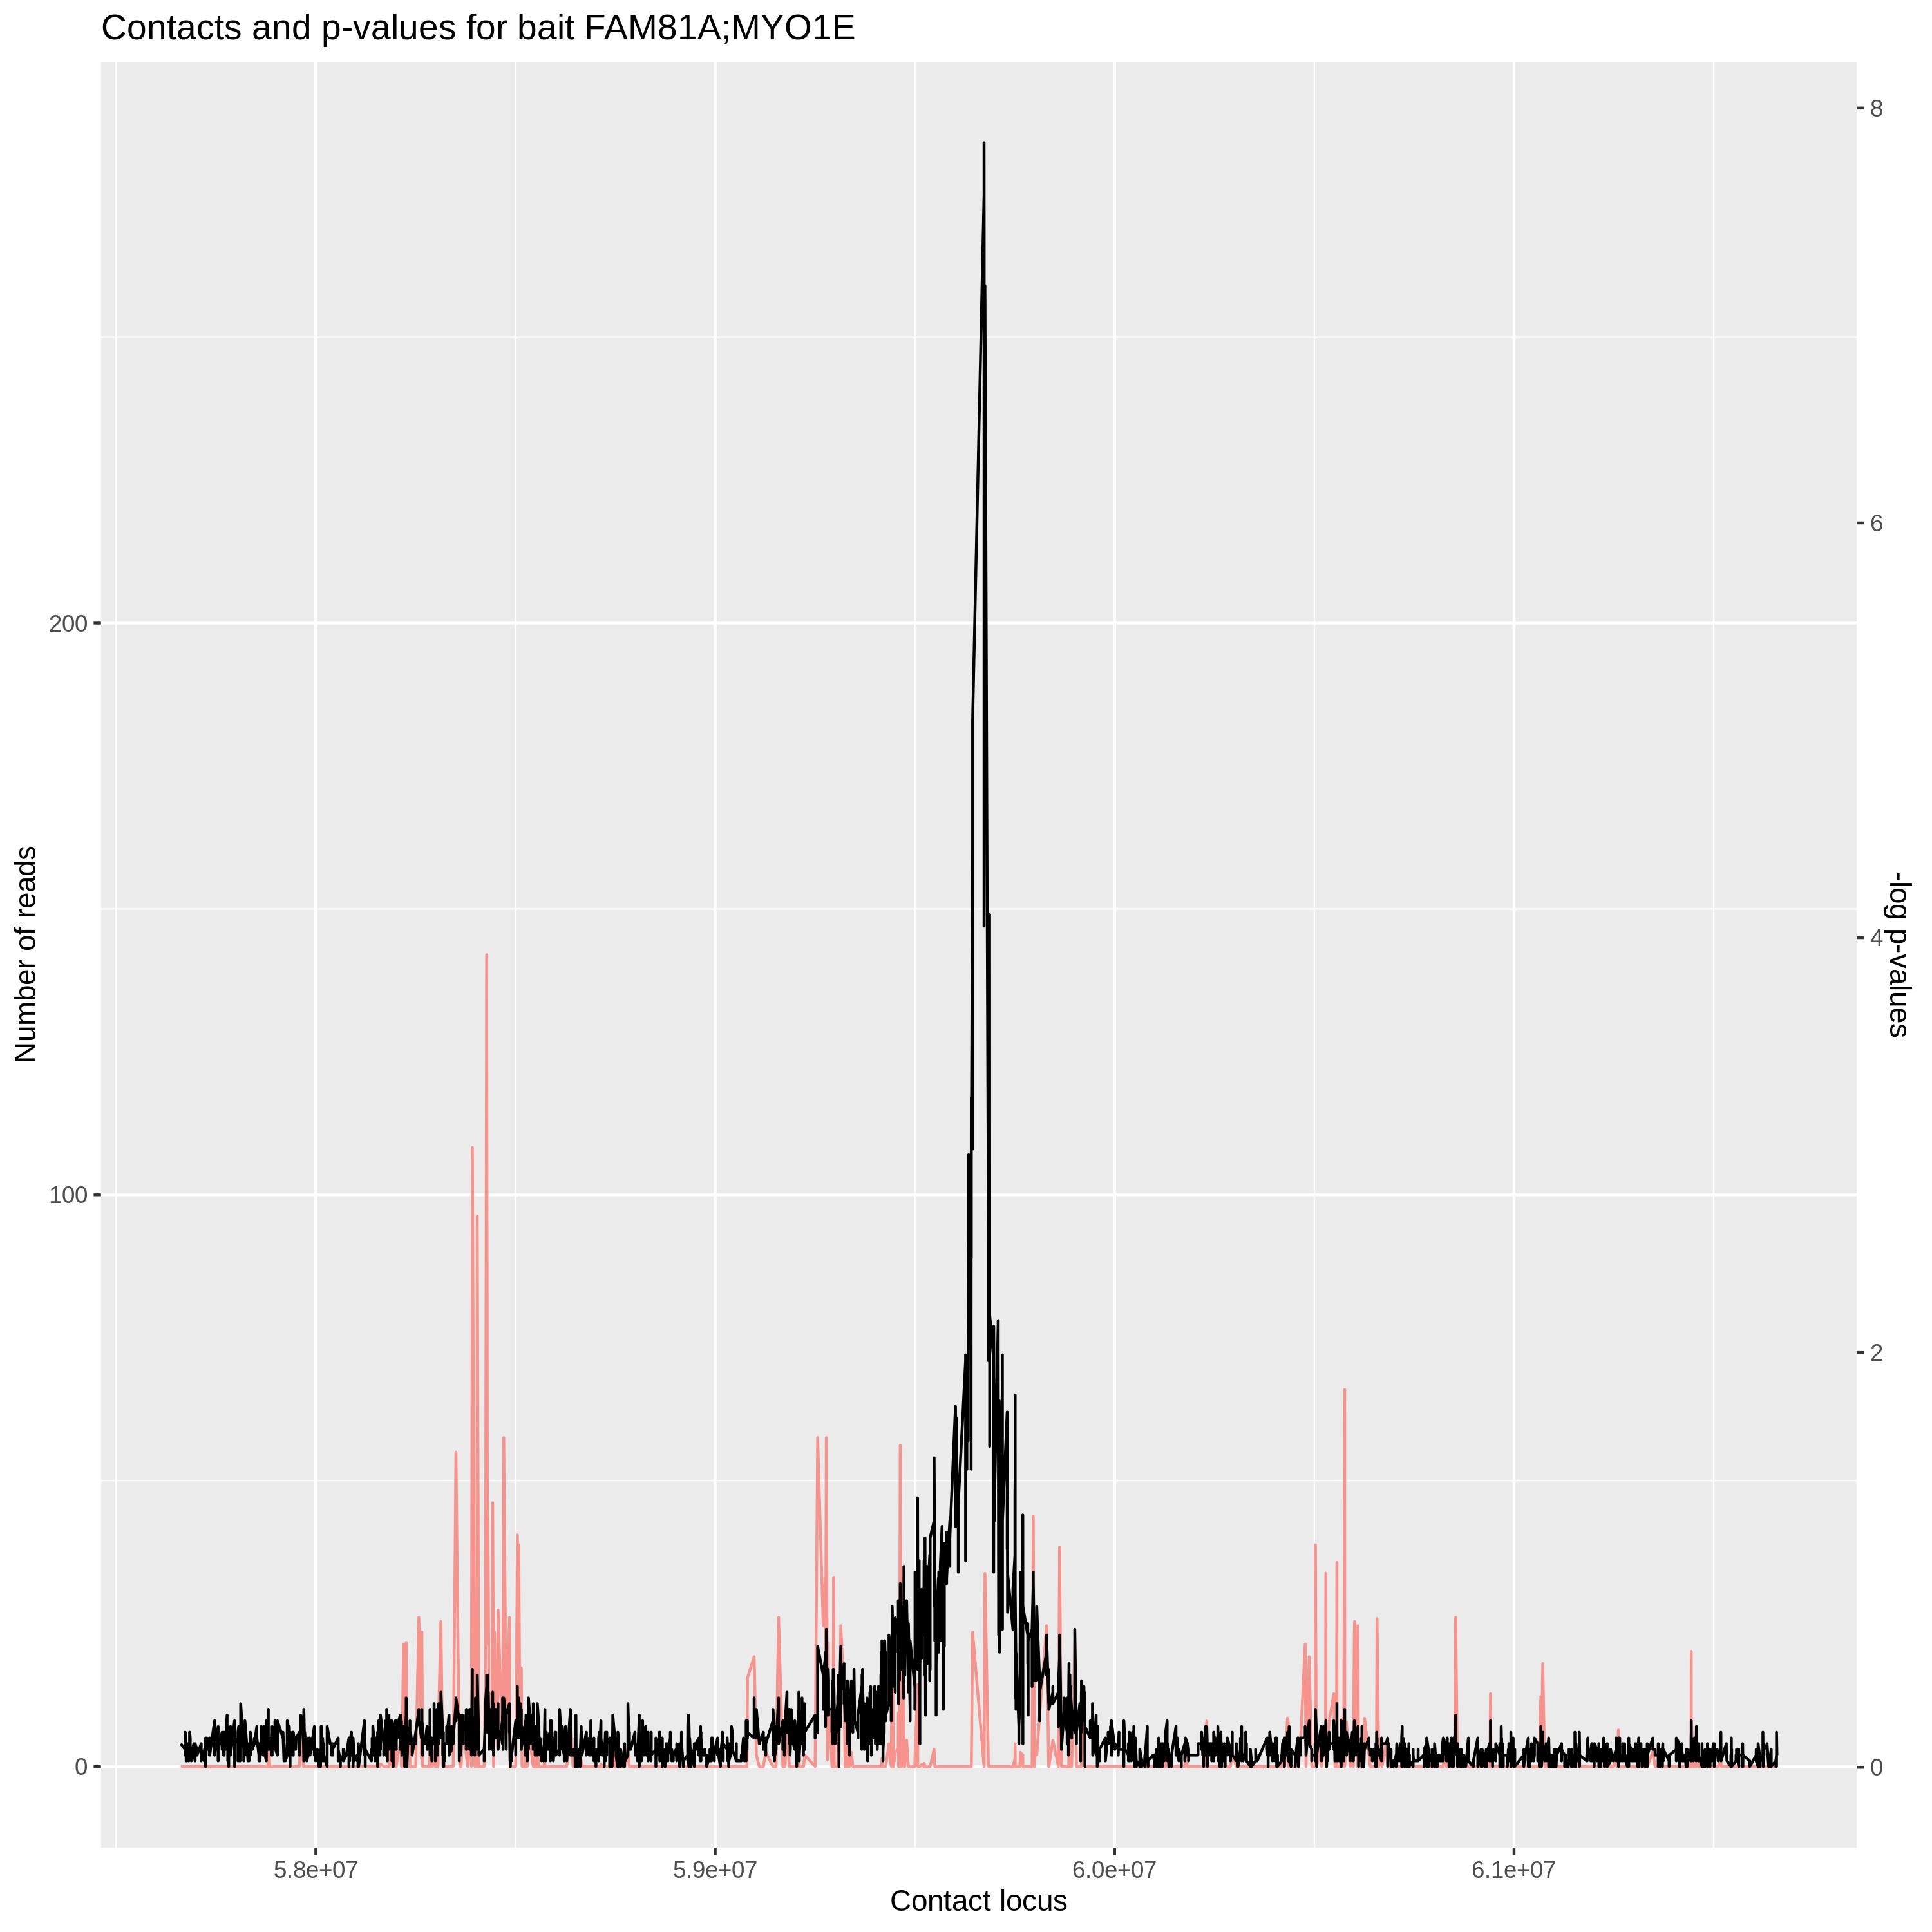 Contacts and p-values for bait FAM81A;MYO1E
Number of reads
200
100
0
8
6
4
2
0
-log p-values
5.8e+07
5.9e+07
6.0e+07
6.1e+07
Contact locus